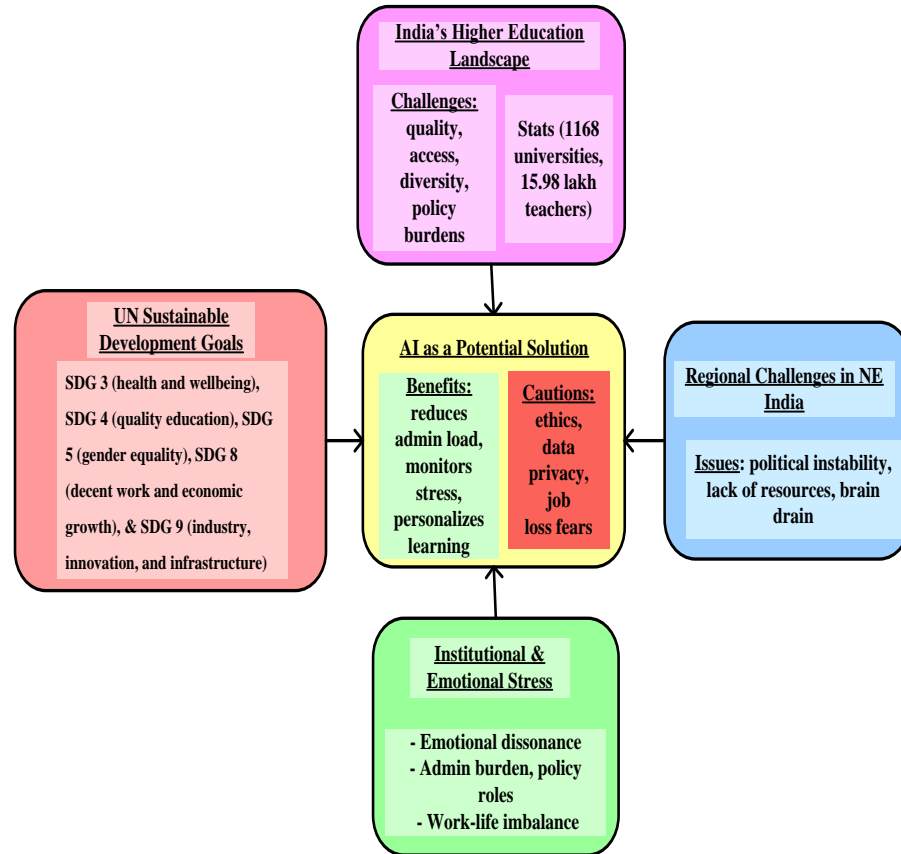 India’s Higher Education
Landscape
Challenges:
quality,
access,
diversity,
policy
burdens
Stats (1168
universities,
15.98 lakh
teachers)
UN Sustainable
Development Goals
SDG 3 (health and wellbeing),
SDG 4 (quality education), SDG
5 (gender equality), SDG 8
(decent work and economic
growth), & SDG 9 (industry,
innovation, and infrastructure)
AI as a Potential Solution
Benefits:
reduces
admin load,
monitors
stress,
personalizes
learning
Cautions:
ethics,
data
privacy,
job
loss fears
Regional Challenges in NE
India
Issues: political instability,
lack of resources, brain
drain
Institutional &
Emotional Stress
- Emotional dissonance
- Admin burden, policy
roles
- Work-life imbalance